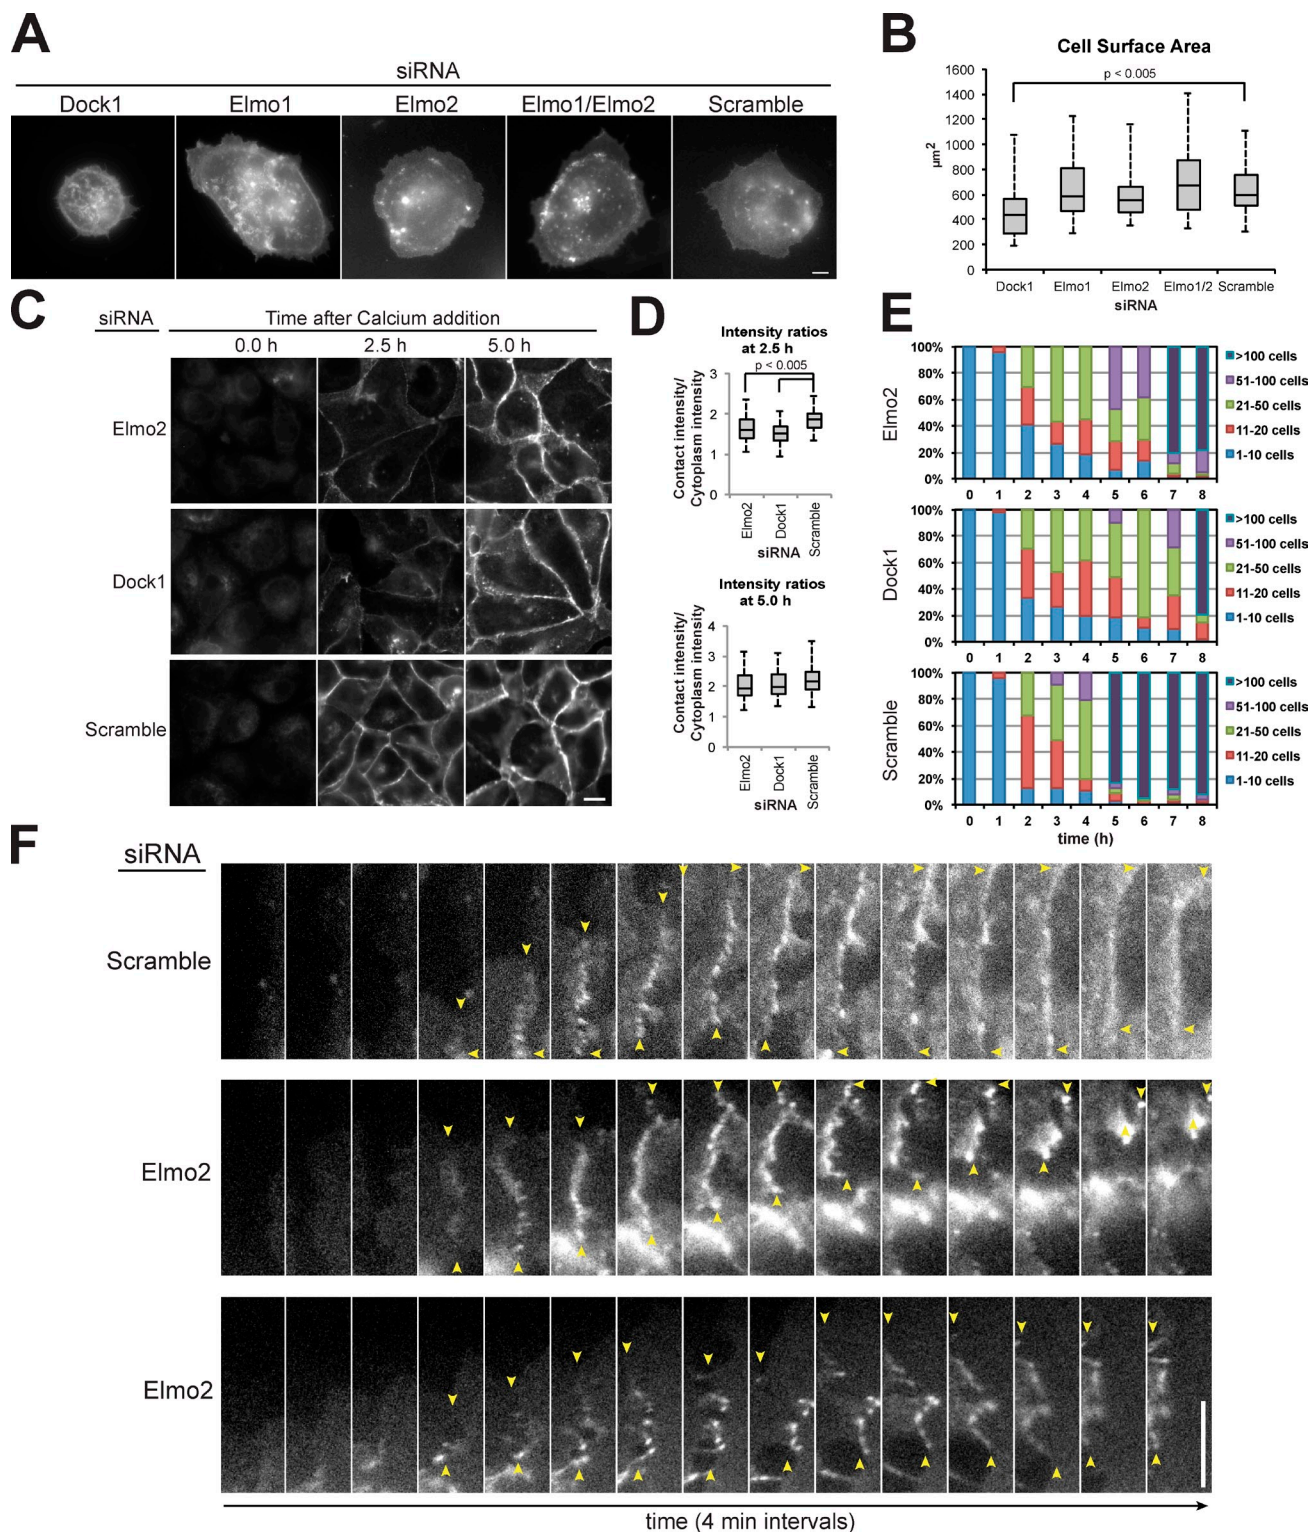 A
siRNA
Dock1 Elmo1 Elmo2 Elmo1/Elmo2 Scramble
B
Cell Surface Area
p < 0.005
µm2
1600
1400
1200
1000
800
600
400
200
0
Dock1 Elmo1 Elmo2 Elmo1/2 Scramble
siRNA
C
siRNA
Time after Calcium addition
0.0 h 2.5 h 5.0 h
Elmo2
Dock1
Scramble
D
Intensity ratios
at 2.5 h
p < 0.005
Contact intensity/
Cytoplasm intensity
3
2
1
0
Elmo2 Dock1 Scramble
siRNA
Intensity ratios
at 5.0 h
Contact intensity/
Cytoplasm intensity
4
3
2
1
0
Elmo2 Dock1 Scramble
siRNA
E
Elmo2
100%
80%
60%
40%
20%
0%
0 1 2 3 4 5 6 7 8
>100 cells
51-100 cells
21-50 cells
11-20 cells
1-10 cells
Dock1
100%
80%
60%
40%
20%
0%
0 1 2 3 4 5 6 7 8
>100 cells
51-100 cells
21-50 cells
11-20 cells
1-10 cells
Scramble
100%
80%
60%
40%
20%
0%
0 1 2 3 4 5 6 7 8
time (h)
>100 cells
51-100 cells
21-50 cells
11-20 cells
1-10 cells
F
siRNA
Scramble
Elmo2
Elmo2
time (4 min intervals)